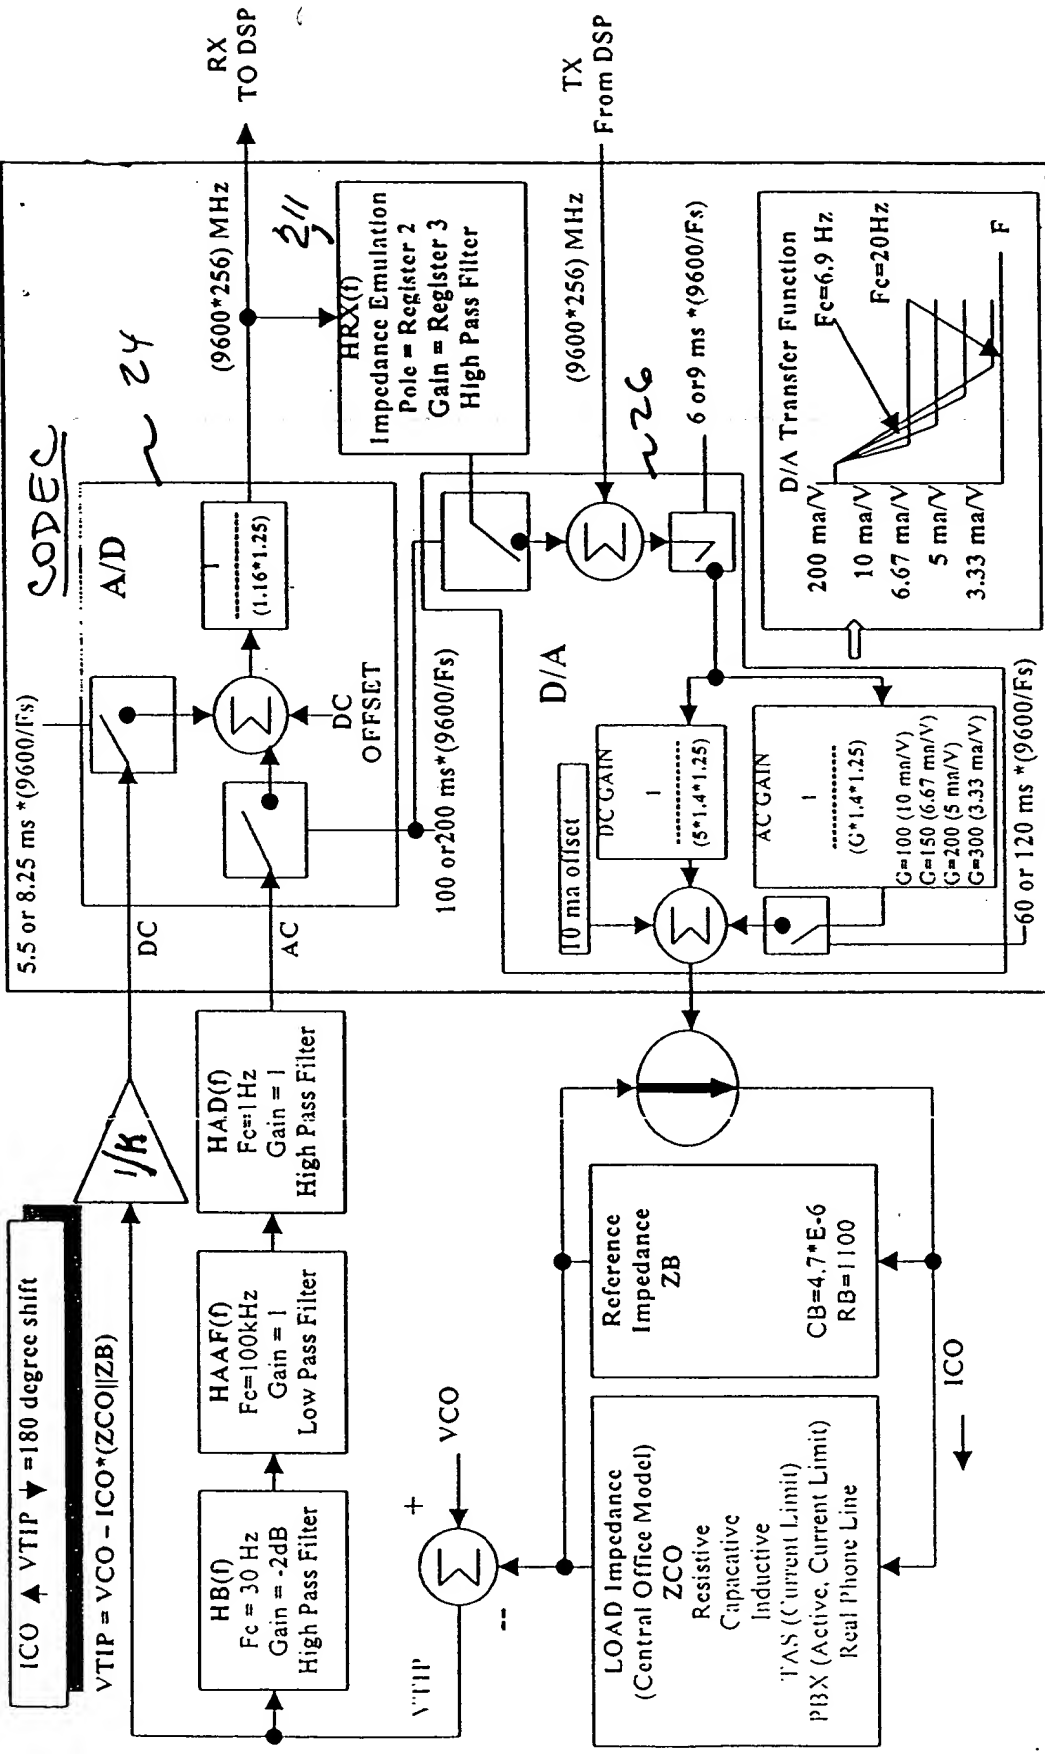 ICO VTIP =180 degree shift
VTIP = VCO - ICO*(ZCO||ZB)
1/K
DC
AC
HB(f)
Fc = 30 Hz
Gain = -2dB
High Pass Filter
HAAF(f)
Fc=100kHz
Gain = 1
Low Pass Filter
HAD(f)
Fc=1Hz
Gain = 1
High Pass Filter
VTIP
+
VCO
Σ
--
LOAD Impedance
(Central Office Model)
ZCO
Resistive
Capacative
Inductive
TAS (Current Limit)
PBX (Active, Current Limit)
Real Phone Line
Reference
Impedance
ZB
CB=4.7*E-6
RB=1100
ICO
5.5 or 8.25 ms *(9600/Fs)
CODEC
24
A/D
Σ
DC
OFFSET
1
----------
(1.16*1.25)
100 or200 ms*(9600/Fs)
(9600*256) MHz
RX
TO DSP
311
HRX(f)
Impedance Emulation
Pole = Register 2
Gain = Register 3
High Pass Filter
TX
From DSP
(9600*256) MHz
26
Σ
6 or9 ms *(9600/Fs)
D/A
10 ma offset
DC GAIN
1
----------
(5*1.4*1.25)
Σ
AC GAIN
1
----------
(G*1.4*1.25)
G=100 (10 ma/V)
G=150 (6.67 ma/V)
G=200 (5 ma/V)
G=300 (3.33 ma/V)
60 or 120 ms *(9600/Fs)
D/A Transfer Function
200 ma/V
10 ma/V
6.67 ma/V
5 ma/V
3.33 ma/V
Fc=6.9 Hz
Fc=20Hz
F